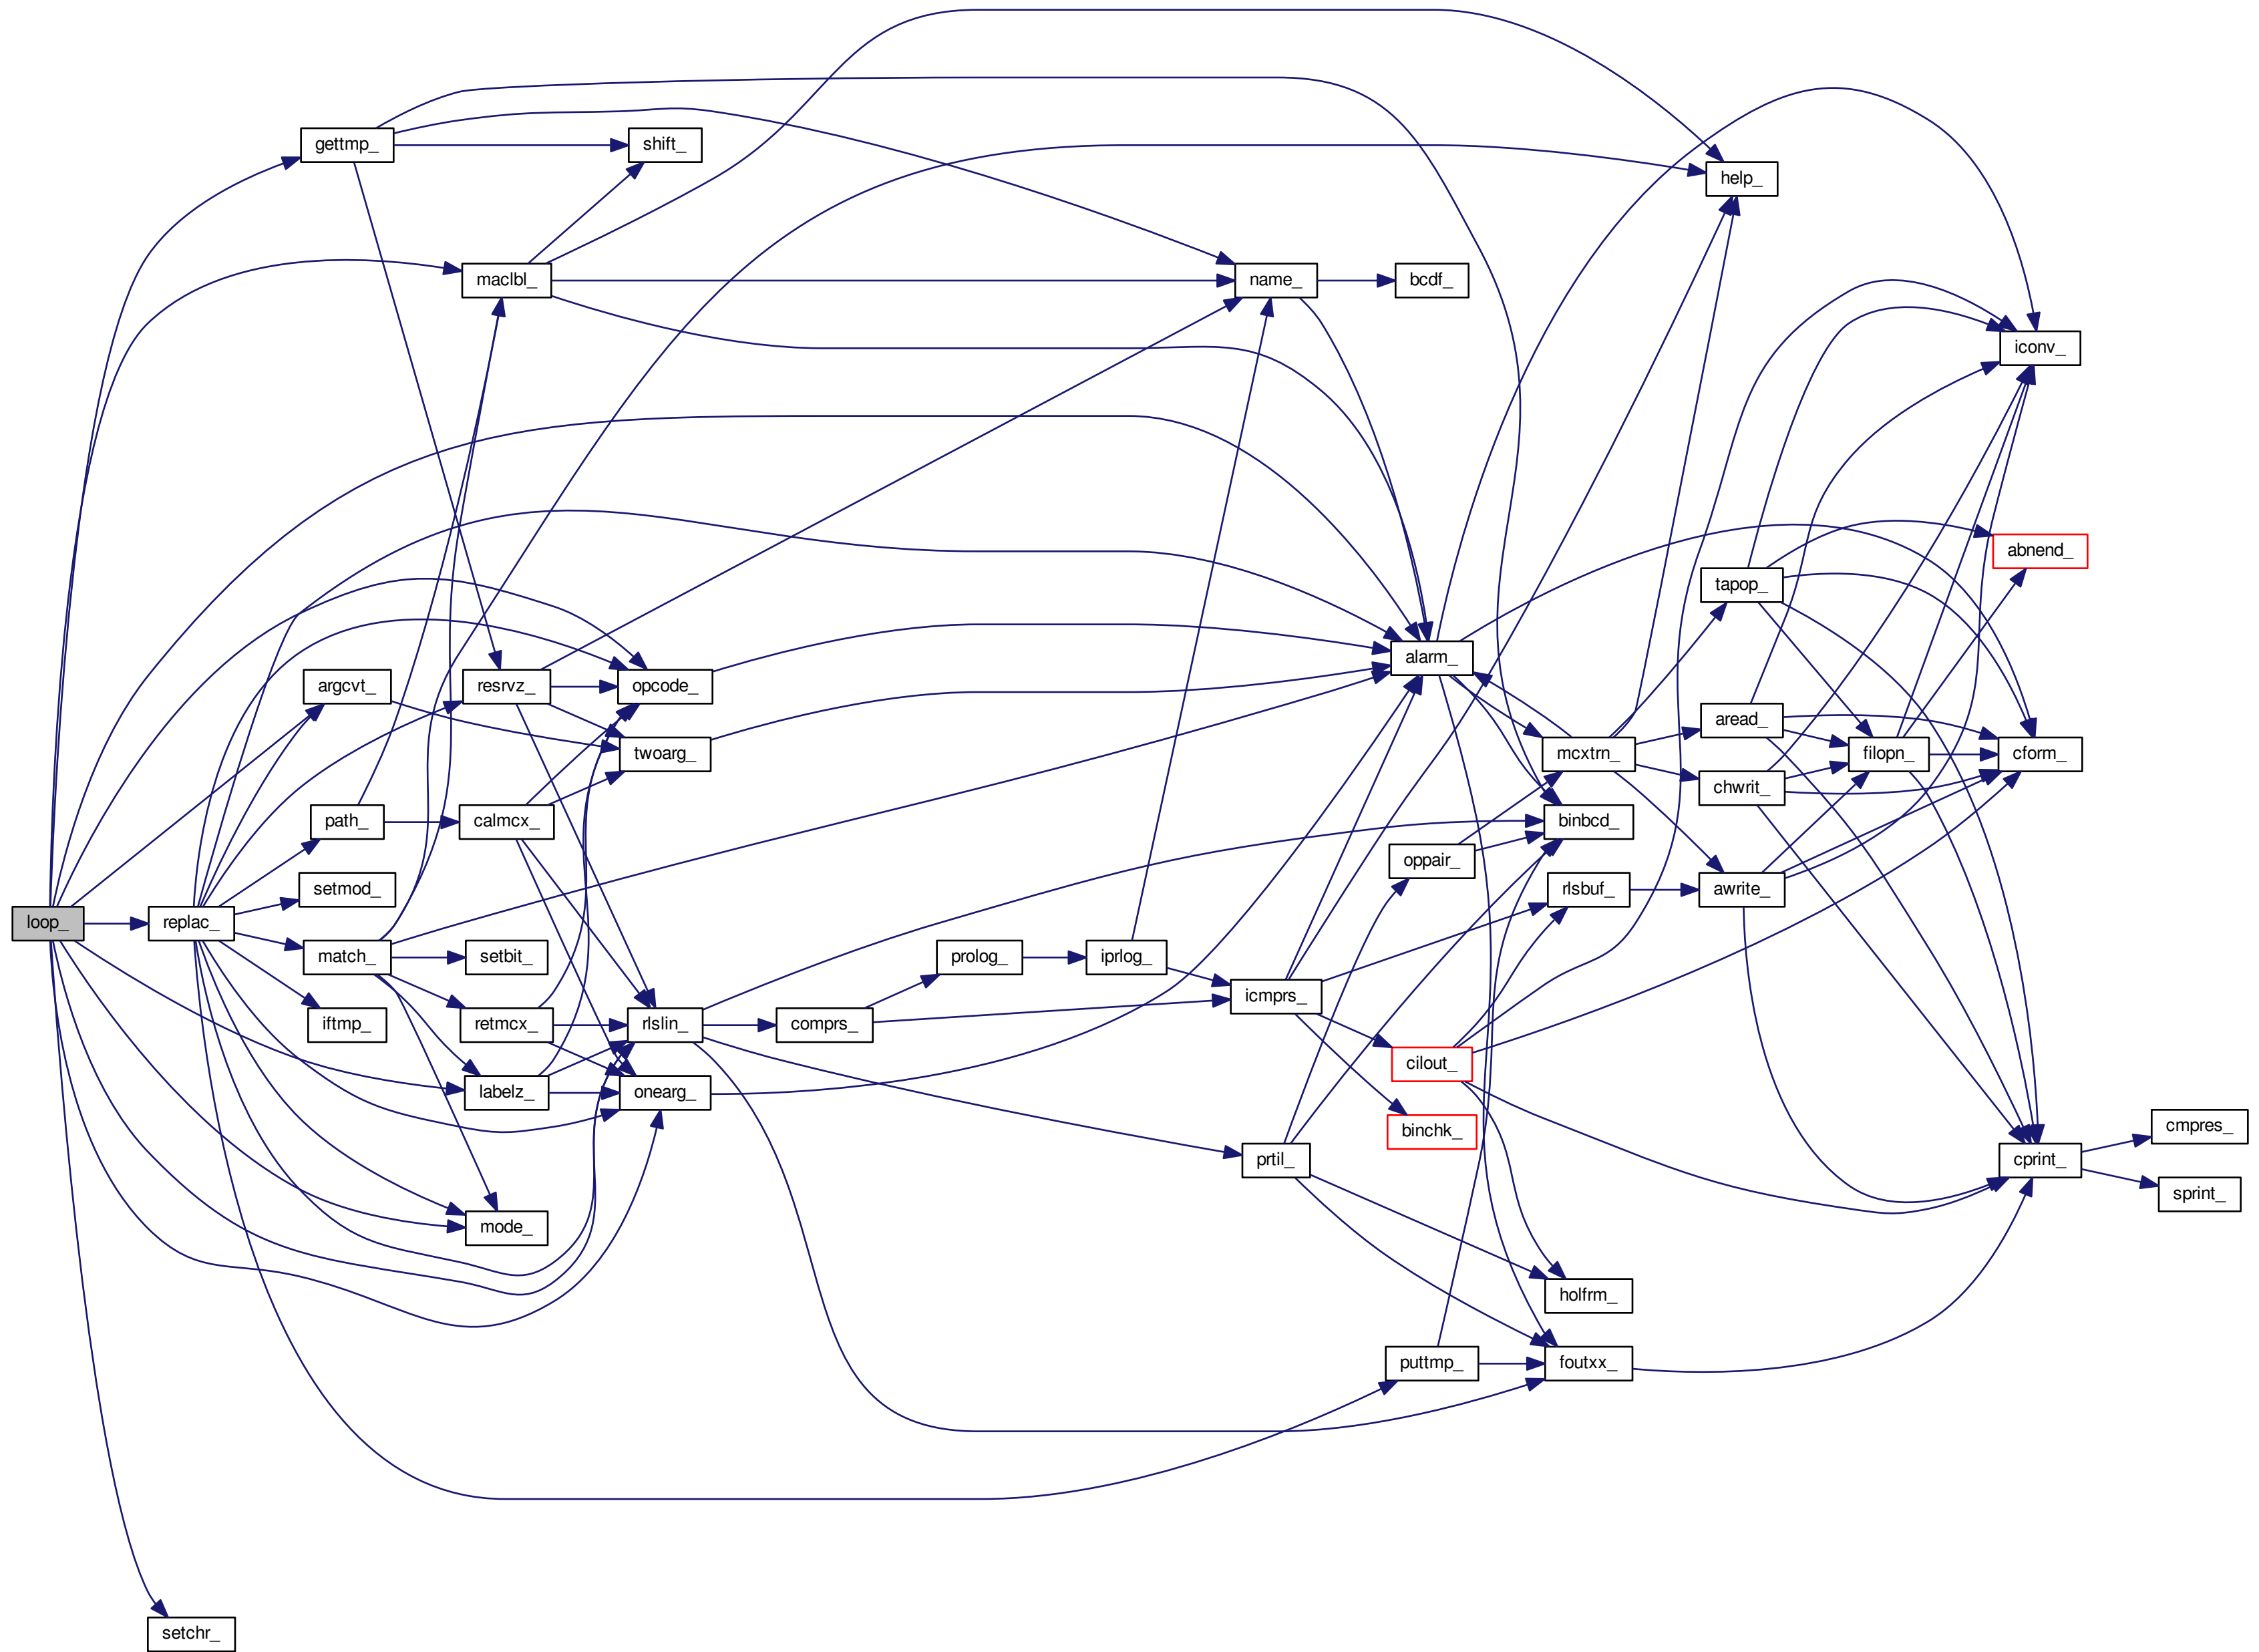 gettmp_
shift_
help_
maclbl_
name_
bcdf_
iconv_
abnend_
tapop_
alarm_
argcvt_
resrvz_
opcode_
aread_
twoarg_
mcxtrn_
filopn_
cform_
chwrit_
path_
calmcx_
binbcd_
oppair_
setmod_
rlsbuf_
awrite_
loop_
replac_
match_
setbit_
prolog_
iprlog_
icmprs_
iftmp_
retmcx_
rlslin_
comprs_
cilout_
labelz_
onearg_
binchk_
cmpres_
prtil_
cprint_
sprint_
mode_
holfrm_
puttmp_
foutxx_
setchr_